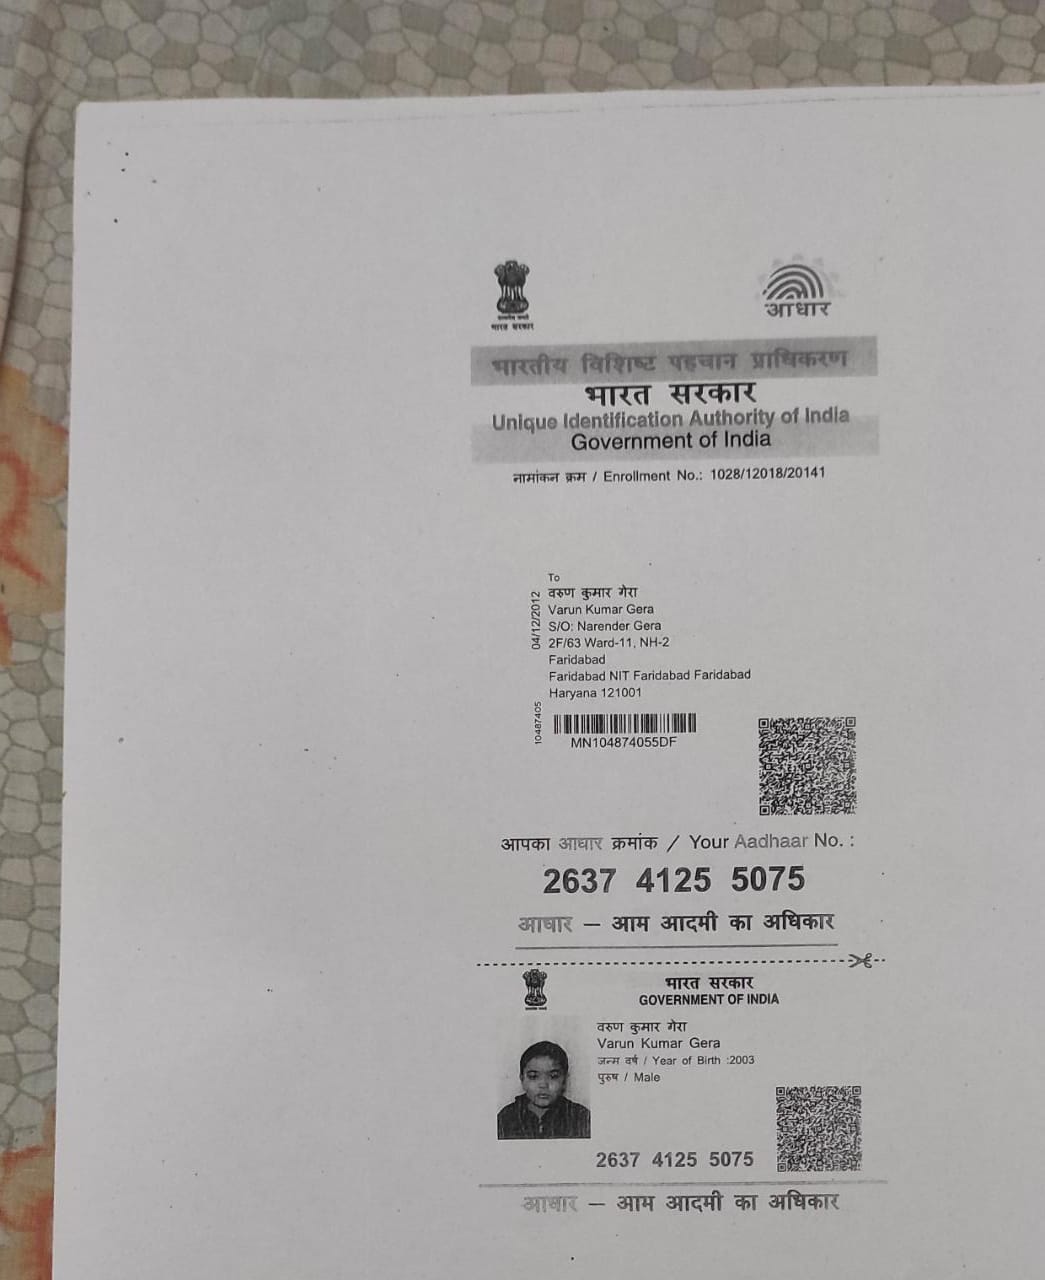 भारत सरकार
आधार
भारतीय विशिष्ट पहचान प्राधिकरण
भारत सरकार
Unique Identification Authority of India
Government of India
नामांकन क्रम / Enrollment No.: 1028/12018/20141
To
वरुण कुमार गेरा
Varun Kumar Gera
S/O: Narender Gera
2F/63 Ward-11, NH-2
Faridabad
Faridabad NIT Faridabad Faridabad
Haryana 121001
04/12/2012
10487405
MN104874055DF
आपका आधार क्रमांक / Your Aadhaar No. :
2637 4125 5075
आधार – आम आदमी का अधिकार
भारत सरकार
GOVERNMENT OF INDIA
वरुण कुमार गेरा
Varun Kumar Gera
जन्म वर्ष / Year of Birth :2003
पुरुष / Male
2637 4125 5075
आधार – आम आदमी का अधिकार